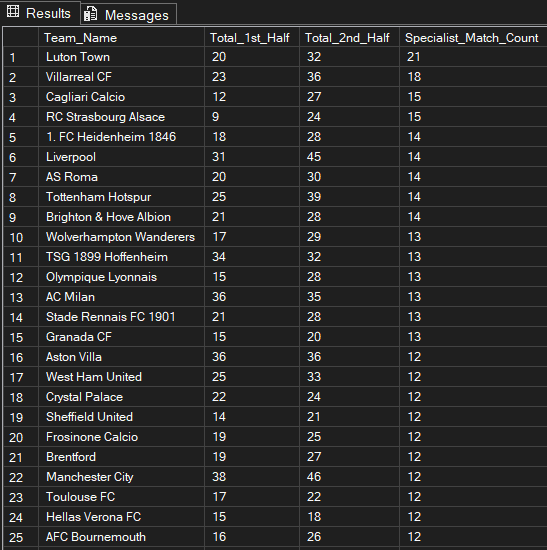 Results Messages
Team_Name Total_1st_Half Total_2nd_Half Specialist_Match_Count
1 Luton Town 20 32 21
2 Villarreal CF 23 36 18
3 Cagliari Calcio 12 27 15
4 RC Strasbourg Alsace 9 24 15
5 1. FC Heidenheim 1846 18 28 14
6 Liverpool 31 45 14
7 AS Roma 20 30 14
8 Tottenham Hotspur 25 39 14
9 Brighton & Hove Albion 21 28 14
10 Wolverhampton Wanderers 17 29 13
11 TSG 1899 Hoffenheim 34 32 13
12 Olympique Lyonnais 15 28 13
13 AC Milan 36 35 13
14 Stade Rennais FC 1901 21 28 13
15 Granada CF 15 20 13
16 Aston Villa 36 36 12
17 West Ham United 25 33 12
18 Crystal Palace 22 24 12
19 Sheffield United 14 21 12
20 Frosinone Calcio 19 25 12
21 Brentford 19 27 12
22 Manchester City 38 46 12
23 Toulouse FC 17 22 12
24 Hellas Verona FC 15 18 12
25 AFC Bournemouth 16 26 12